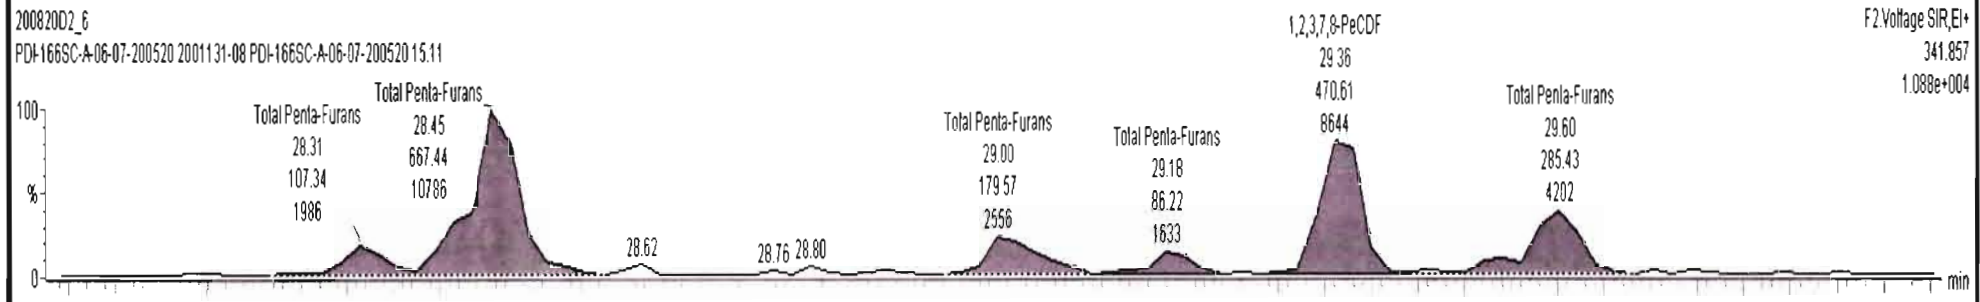 200820D2_6
PDI-166SC-A-06-07-200520 2001131-08 PDI-166SC-A-06-07-200520 15.11
F2:Voltage SIR,EI+
341.857
1.088e+004
100
%
0
Total Penta-Furans
28.31
107.34
1986
Total Penta-Furans
28.45
667.44
10786
28.62
28.76
28.80
Total Penta-Furans
29.00
179.57
2556
Total Penta-Furans
29.18
86.22
1633
1,2,3,7,8-PeCDF
29.36
470.61
8644
Total Penta-Furans
29.60
285.43
4202
min